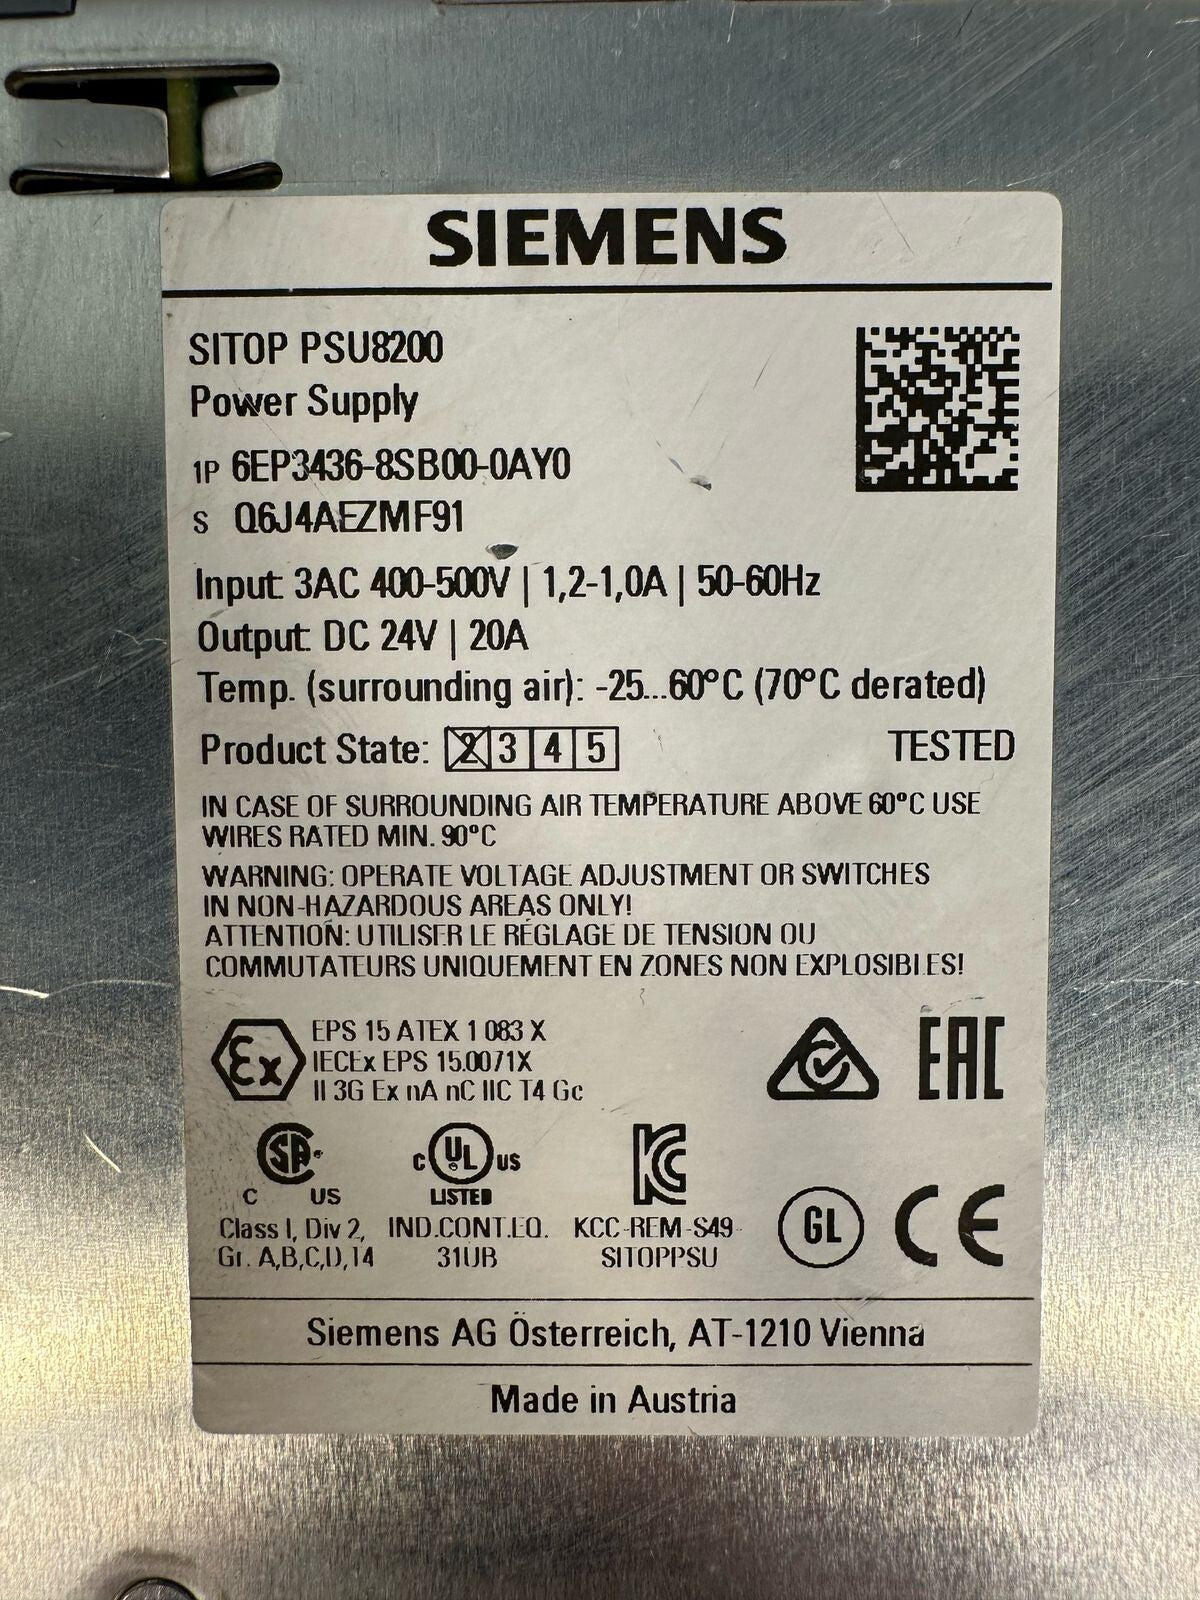 SIEMENS
SITOP PSU8200
Power Supply
1P 6EP3436-8SB00-0AY0
S Q6J4AEZMF91
Input: 3AC 400-500V | 1,2-1,0A | 50-60Hz
Output: DC 24V | 20A
Temp. (surrounding air): -25...60°C (70°C derated)
Product State: 2 3 4 5 TESTED
IN CASE OF SURROUNDING AIR TEMPERATURE ABOVE 60°C USE
WIRES RATED MIN. 90°C
WARNING: OPERATE VOLTAGE ADJUSTMENT OR SWITCHES
IN NON-HAZARDOUS AREAS ONLY!
ATTENTION: UTILISER LE RÉGLAGE DE TENSION OU
COMMUTATEURS UNIQUEMENT EN ZONES NON EXPLOSIBLES!
Ex
EPS 15 ATEX 1 083 X
IECEx EPS 15.0071X
II 3G Ex nA nC IIC T4 Gc
EAC
C SA US
Class I, Div 2,
Gr. A,B,C,D,T4
C UL US
LISTED
IND.CONT.EQ.
31UB
KC
KCC-REM-S49-
SITOPPSU
GL CE
Siemens AG Österreich, AT-1210 Vienna
Made in Austria